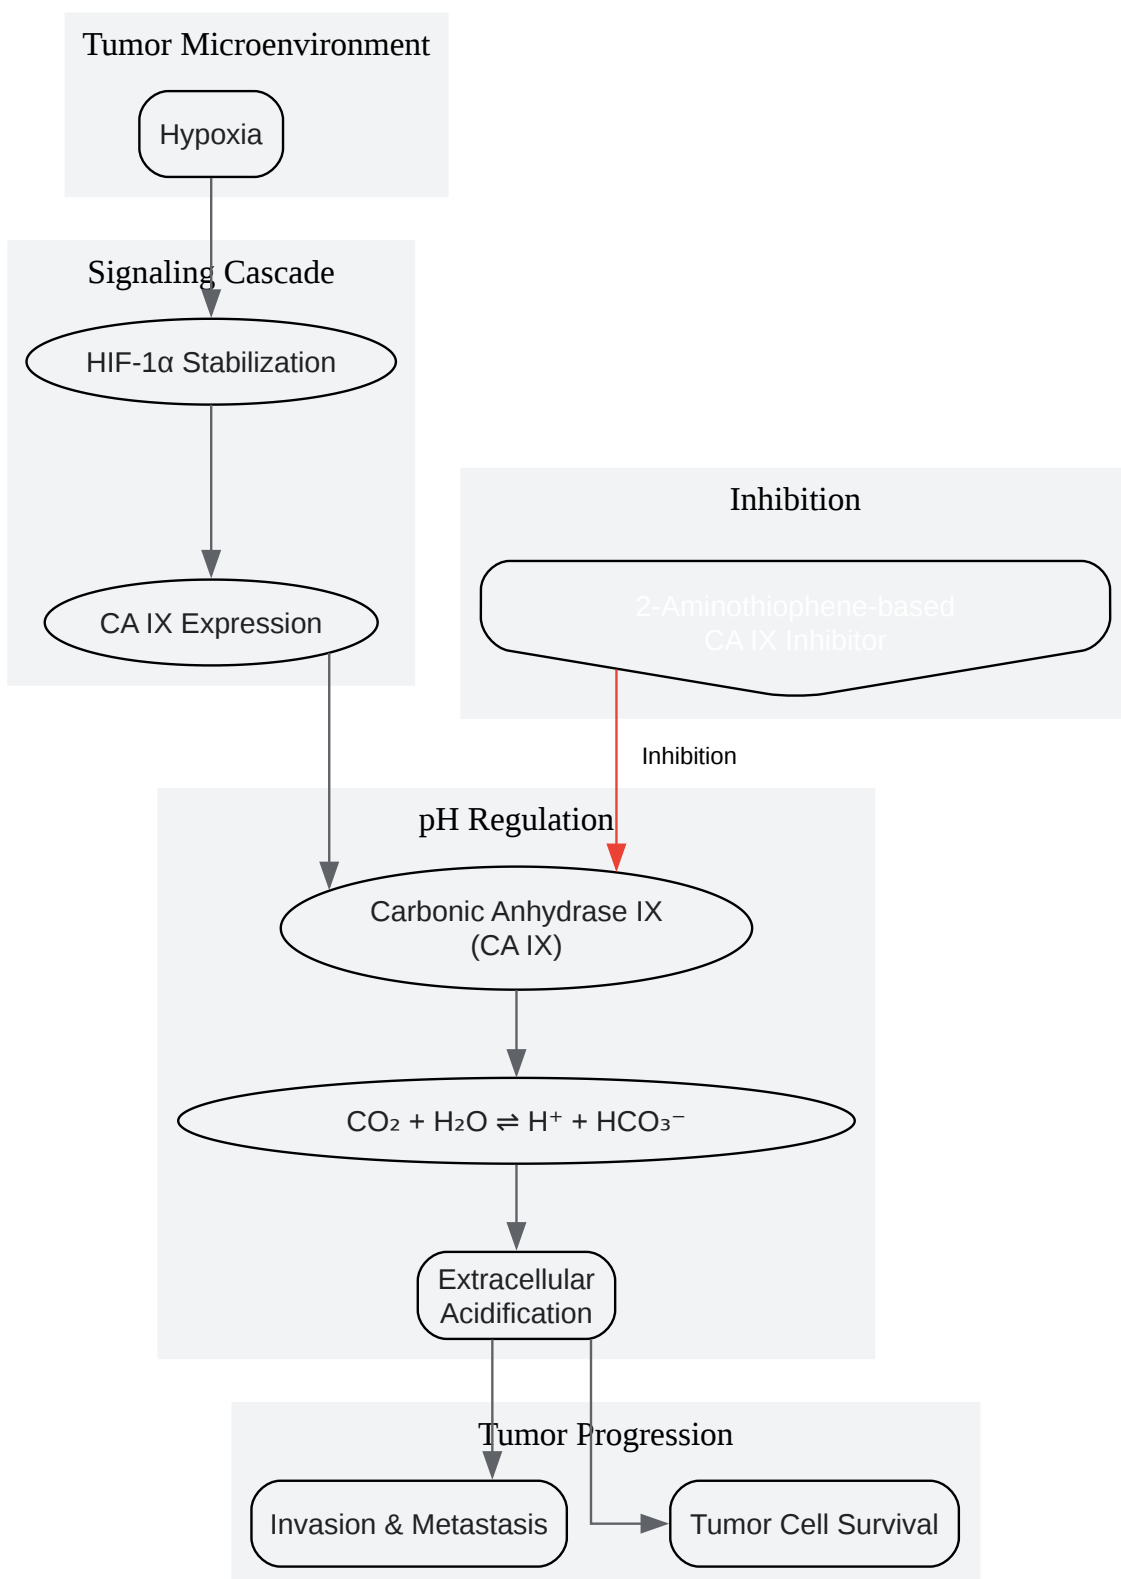 Tumor Microenvironment
Hypoxia
Signaling Cascade
HIF-1α Stabilization
CA IX Expression
Inhibition
2-Aminothiophene-based
CA IX Inhibitor
Inhibition
pH Regulation
Carbonic Anhydrase IX
(CA IX)
CO₂ + H₂O ⇌ H⁺ + HCO₃⁻
Extracellular
Acidification
Tumor Progression
Invasion & Metastasis
Tumor Cell Survival